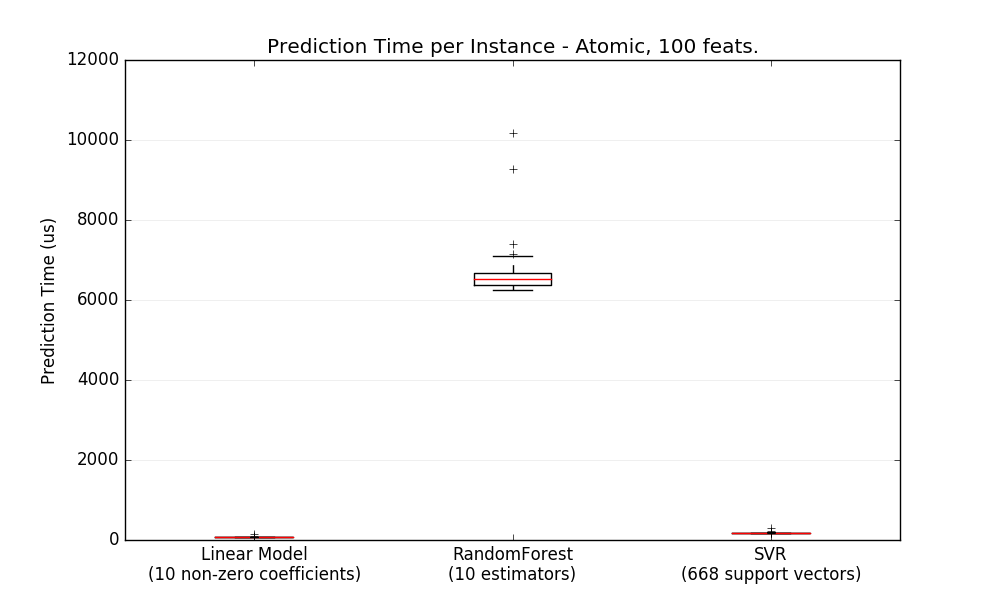 Prediction Time per Instance - Atomic, 100 feats.
12000
10000
8000
6000
4000
2000
0
Prediction Time (us)
Linear Model
(10 non-zero coefficients)
RandomForest
(10 estimators)
SVR
(668 support vectors)